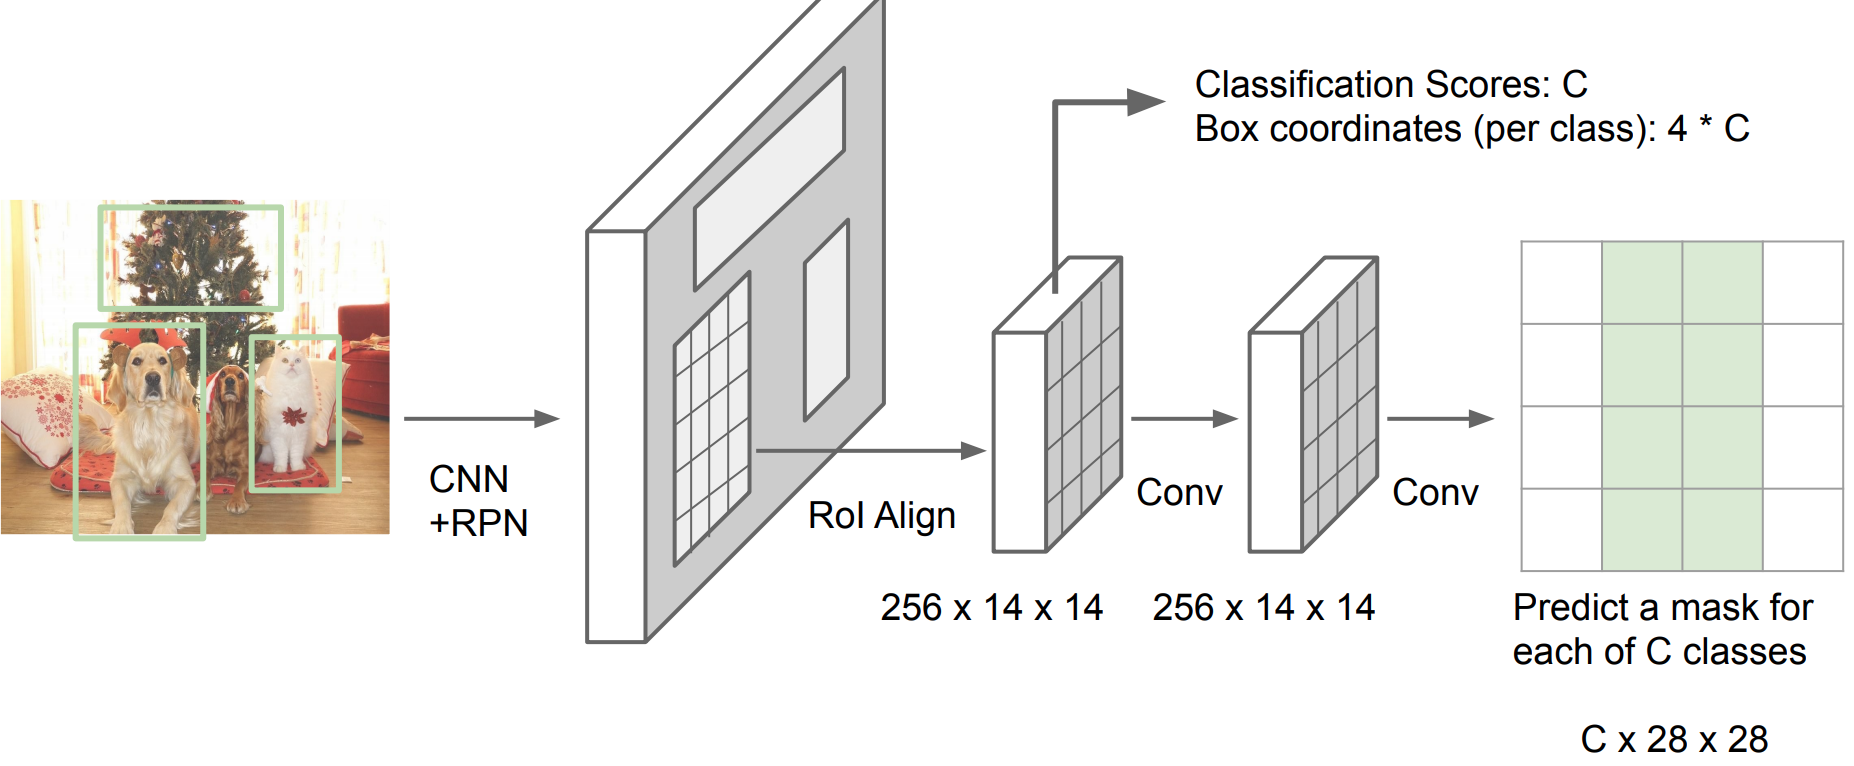 Classification Scores: C
Box coordinates (per class): 4 * C
CNN
+RPN
RoI Align
Conv
Conv
256 x 14 x 14
256 x 14 x 14
Predict a mask for
each of C classes
C x 28 x 28